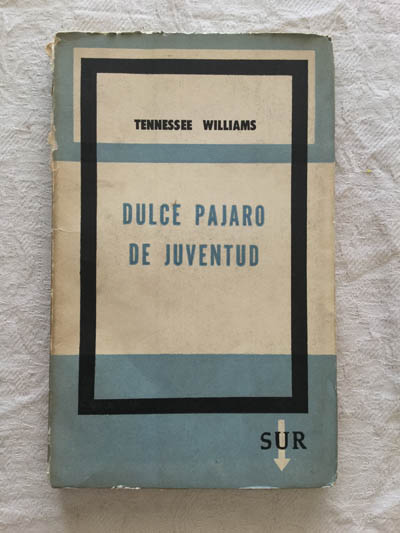 TENNESSEE WILLIAMS
DULCE PAJARO
DE JUVENTUD
SUR